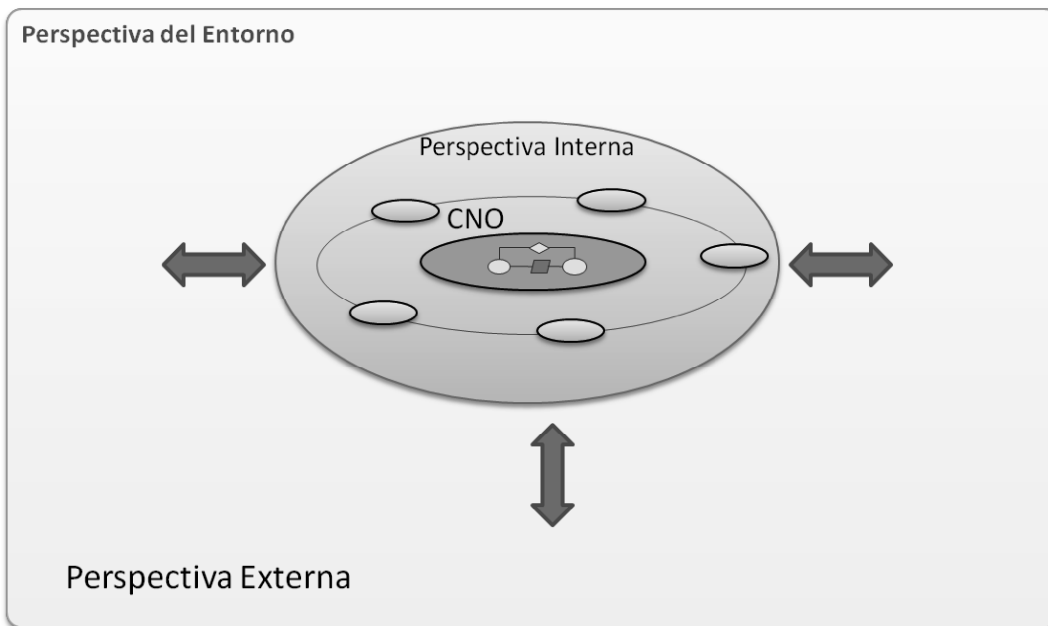 Perspectiva del Entorno
Perspectiva Interna
CNO
Perspectiva Externa